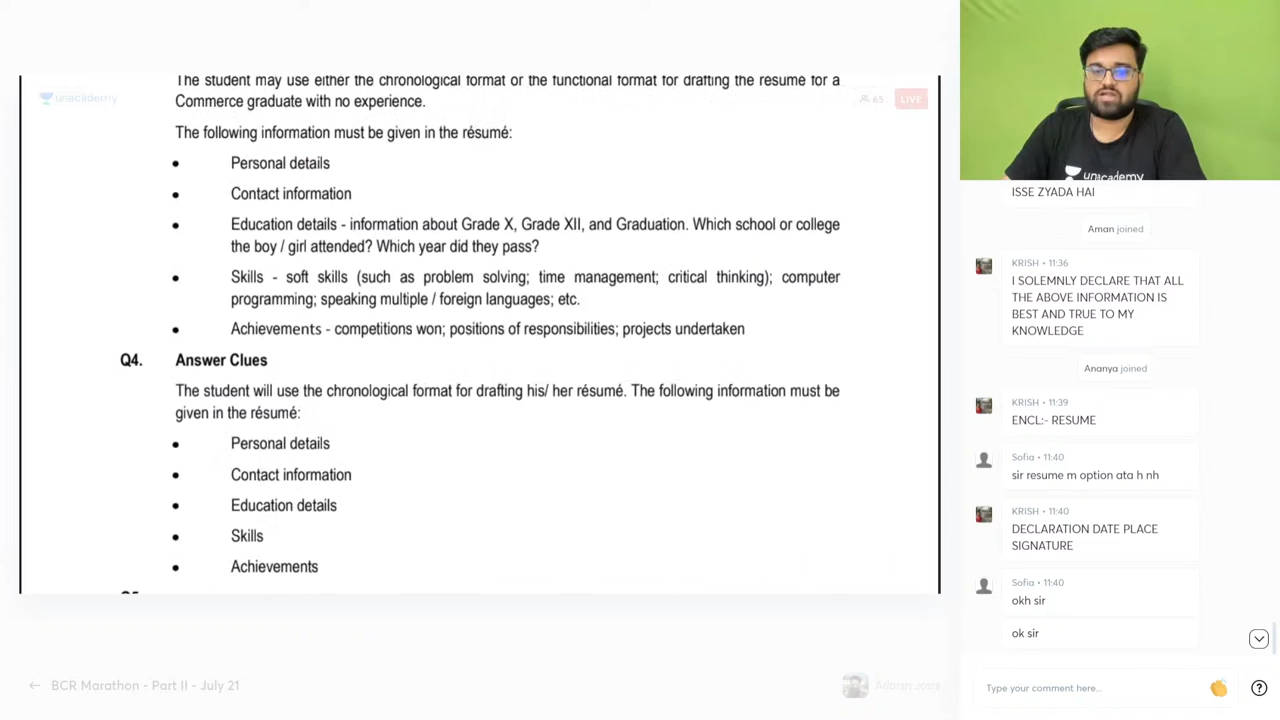 The student may use either the chronological format or the functional format for drafting the résumé for a
Commerce graduate with no experience.
unacademy
65
LIVE
The following information must be given in the résumé:
• Personal details
• Contact information
• Education details - information about Grade X, Grade XII, and Graduation. Which school or college
the boy / girl attended? Which year did they pass?
• Skills - soft skills (such as problem solving; time management; critical thinking); computer
programming; speaking multiple / foreign languages; etc.
• Achievements - competitions won; positions of responsibilities; projects undertaken
Q4. Answer Clues
The student will use the chronological format for drafting his/ her résumé. The following information must be
given in the résumé:
• Personal details
• Contact information
• Education details
• Skills
• Achievements
← BCR Marathon - Part II - July 21
unacademy
ISSE ZYADA HAI
Aman joined
KRISH • 11:36
I SOLEMNLY DECLARE THAT ALL
THE ABOVE INFORMATION IS
BEST AND TRUE TO MY
KNOWLEDGE
Ananya joined
KRISH • 11:39
ENCL:- RESUME
Sofia • 11:40
sir resume m option ata h nh
KRISH • 11:40
DECLARATION DATE PLACE
SIGNATURE
Sofia • 11:40
okh sir
ok sir
Type your comment here...